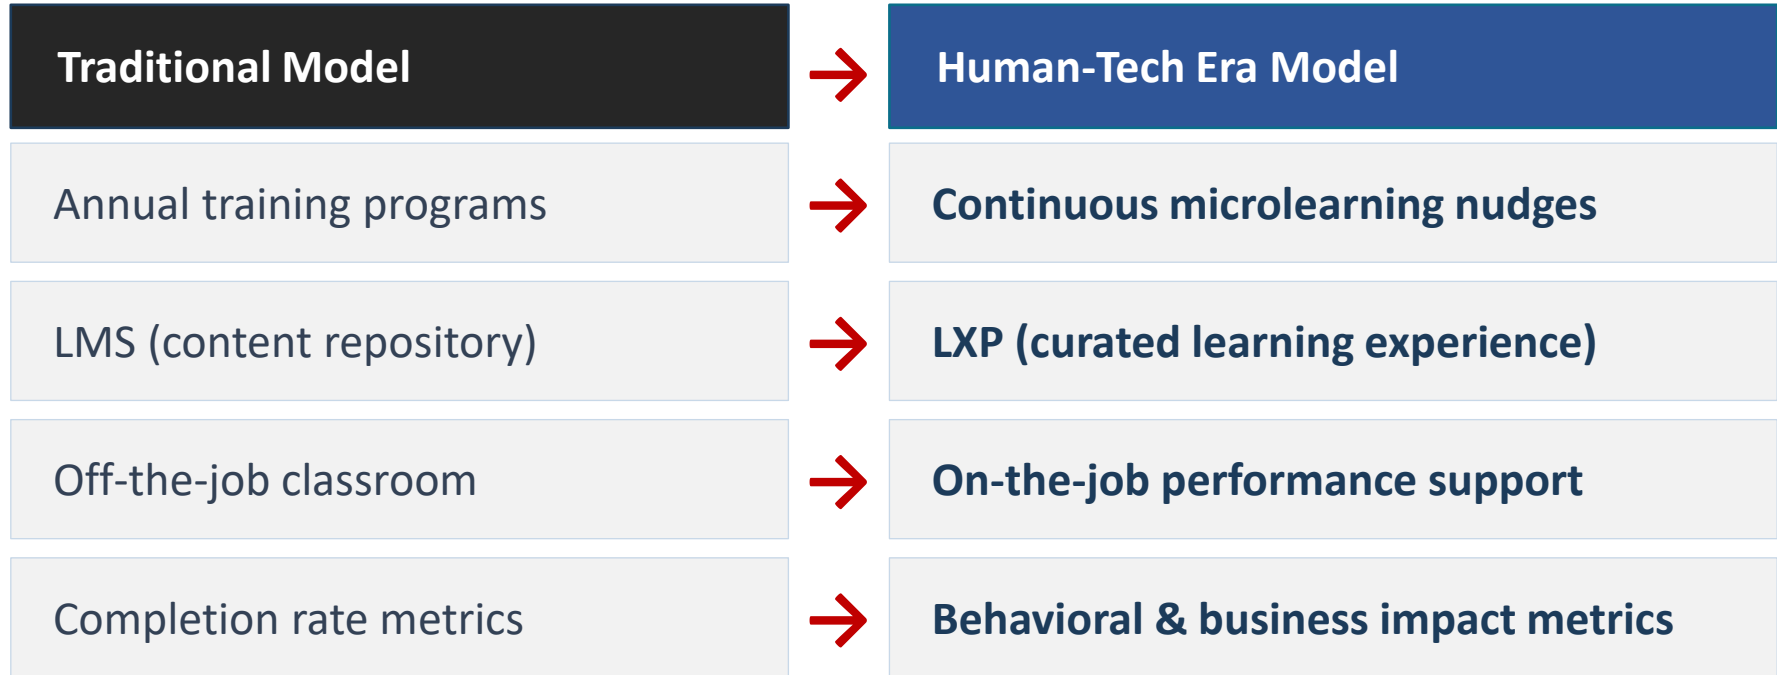 Traditional Model
Human-Tech Era Model
Annual training programs
Continuous microlearning nudges
LMS (content repository)
LXP (curated learning experience)
Off-the-job classroom
On-the-job performance support
Completion rate metrics
Behavioral & business impact metrics